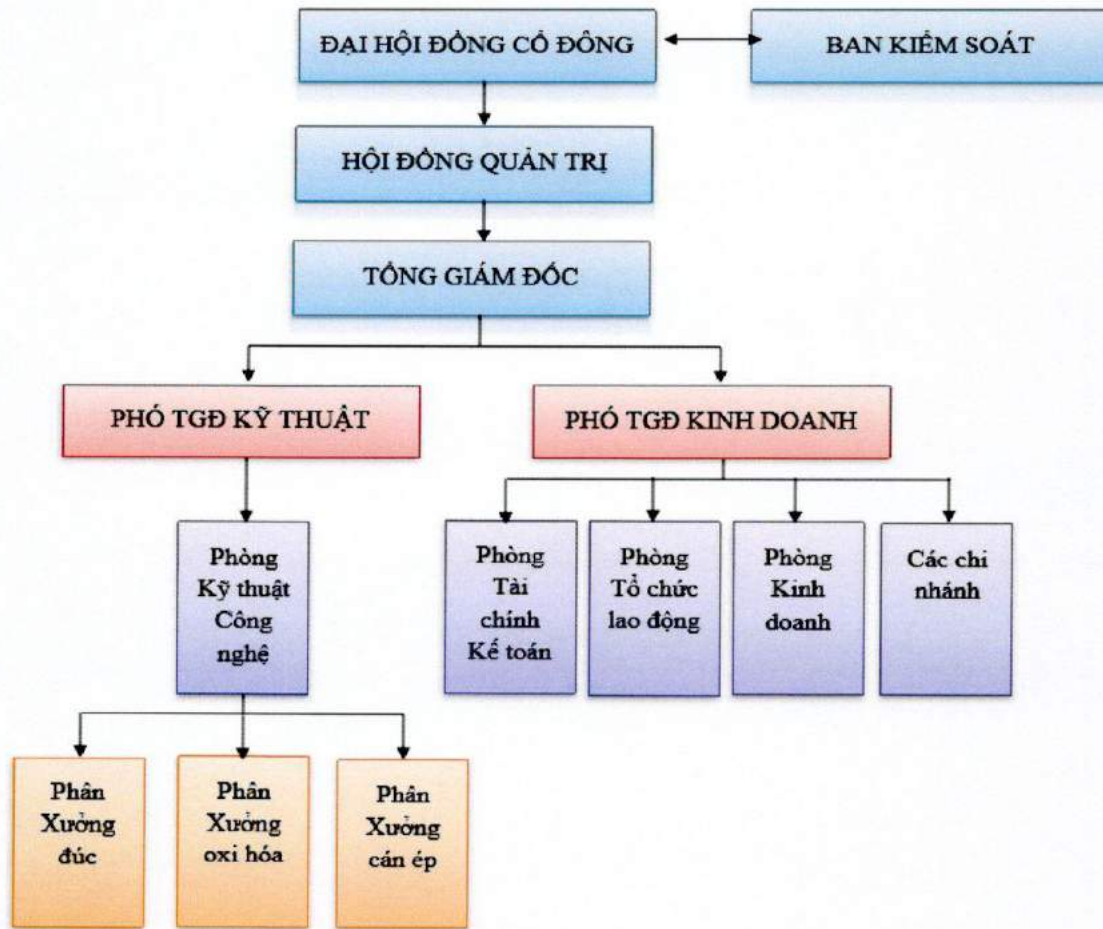 ĐẠI HỘI ĐỒNG CỔ ĐÔNG
BAN KIỂM SOÁT
HỘI ĐỒNG QUẢN TRỊ
TỔNG GIÁM ĐỐC
PHÓ TGĐ KỸ THUẬT
PHÓ TGĐ KINH DOANH
Phòng
Kỹ thuật
Công
nghệ
Phòng
Tài
chính
Kế toán
Phòng
Tổ chức
lao động
Phòng
Kinh
doanh
Các chi
nhánh
Phân
Xưởng
đúc
Phân
Xưởng
oxi hóa
Phân
Xưởng
cán ép